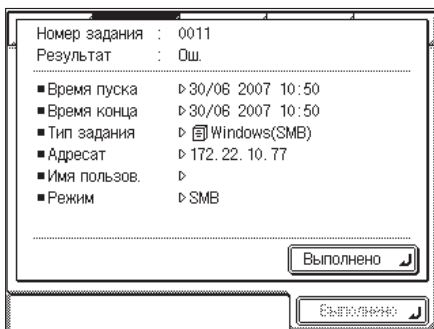 Номер задания : 0011
Результат : Ош.
■ Время пуска ▷ 30/06 2007 10:50
■ Время конца ▷ 30/06 2007 10:50
■ Тип задания ▷ Windows(SMB)
■ Адресат ▷ 172. 22. 10. 77
■ Имя пользов. ▷
■ Режим ▷ SMB
Выполнено
Выполнено